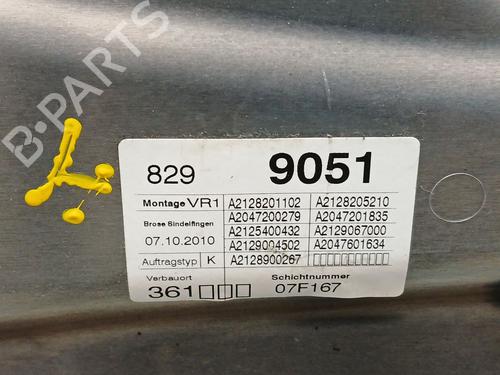 B-PARTS
829 9051
Montage VR1 A2128201102 A2128205210
A2047200279 A2047201835
Brose Bindelfingen A2125400432 A2129067000
07.10.2010 A2129004502 A2047601634
Auftragstyp K A2128900267 □□□□□□□□□□□
Verbauort Schichtnummer
361□□□ 07F167